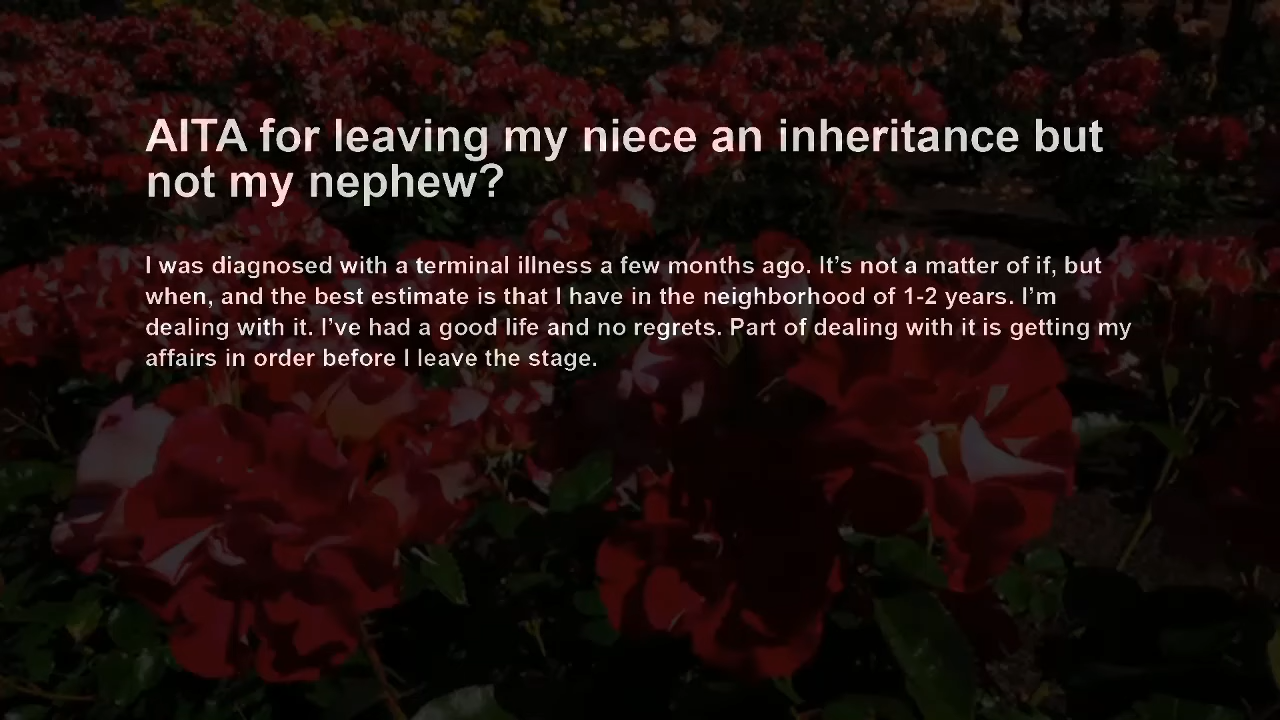 AITA for leaving my niece an inheritance but
not my nephew?
I was diagnosed with a terminal illness a few months ago. It’s not a matter of if, but
when, and the best estimate is that I have in the neighborhood of 1-2 years. I’m
dealing with it. I’ve had a good life and no regrets. Part of dealing with it is getting my
affairs in order before I leave the stage.